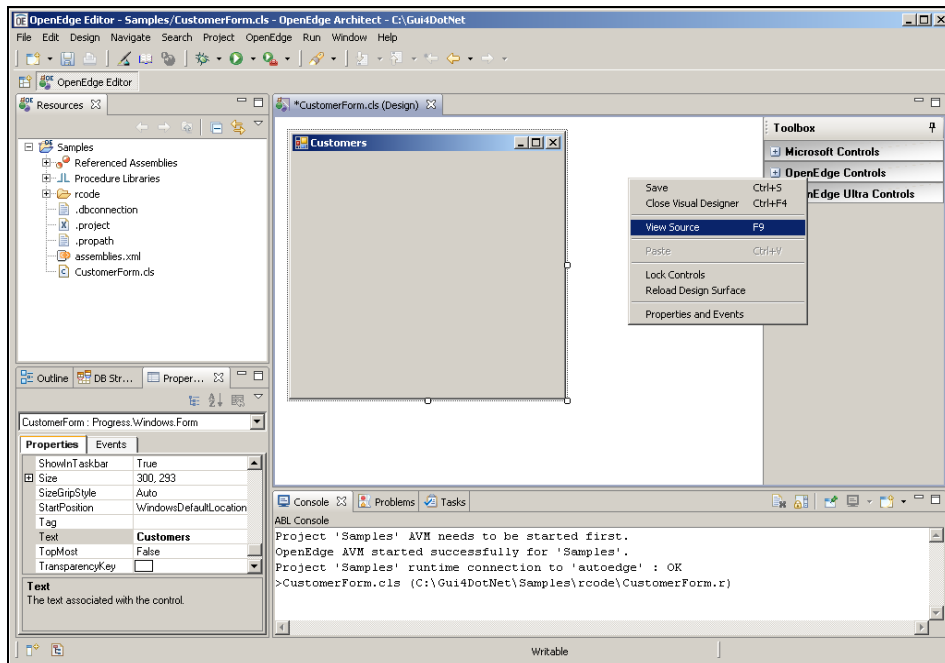 OpenEdge Editor - Samples/CustomerForm.cls - OpenEdge Architect - C:\Gui4DotNet
File Edit Design Navigate Search Project OpenEdge Run Window Help
OpenEdge Editor
Resources
*CustomerForm.cls (Design)
Samples
Referenced Assemblies
Procedure Libraries
rcode
.dbconnection
.project
.propath
assemblies.xml
CustomerForm.cls
Customers
Toolbox
Microsoft Controls
OpenEdge Controls
nEdge Ultra Controls
Save Ctrl+S
Close Visual Designer Ctrl+F4
View Source F9
Paste Ctrl+V
Lock Controls
Reload Design Surface
Properties and Events
Outline DB Str... Proper...
CustomerForm : Progress.Windows.Form
Properties Events
ShowInTaskbar True
Size 300, 293
SizeGripStyle Auto
StartPosition WindowsDefaultLocation
Tag
Text Customers
TopMost False
TransparencyKey
Text
The text associated with the control.
Console Problems Tasks
ABL Console
Project 'Samples' AVM needs to be started first.
OpenEdge AVM started successfully for 'Samples'.
Project 'Samples' runtime connection to 'autoedge' : OK
>CustomerForm.cls (C:\Gui4DotNet\Samples\rcode\CustomerForm.r)
Writable